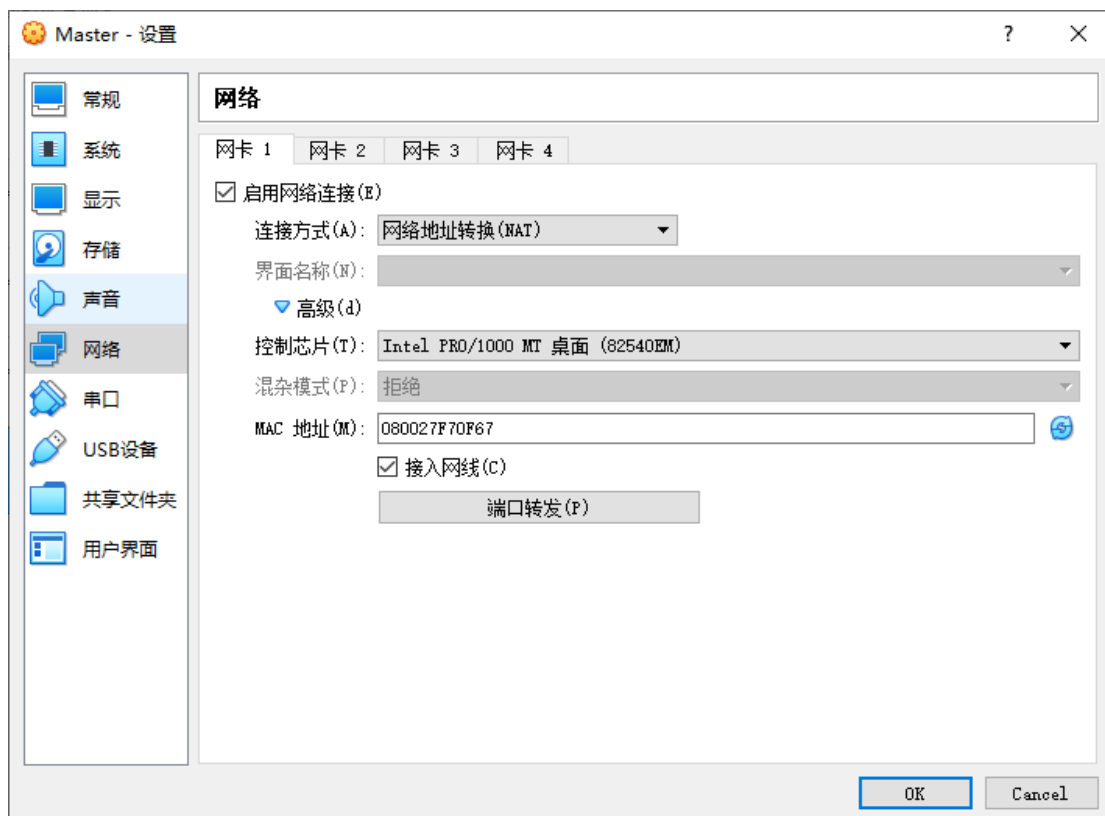 Master - 设置
?
常规
系统
显示
存储
声音
网络
串口
USB设备
共享文件夹
用户界面
网络
网卡 1 网卡 2 网卡 3 网卡 4
启用网络连接(E)
连接方式(A): 网络地址转换(NAT)
界面名称(N):
高级(d)
控制芯片(T): Intel PRO/1000 MT 桌面 (82540EM)
混杂模式(P): 拒绝
MAC 地址(M): 080027F70F67
接入网线(C)
端口转发(P)
OK Cancel